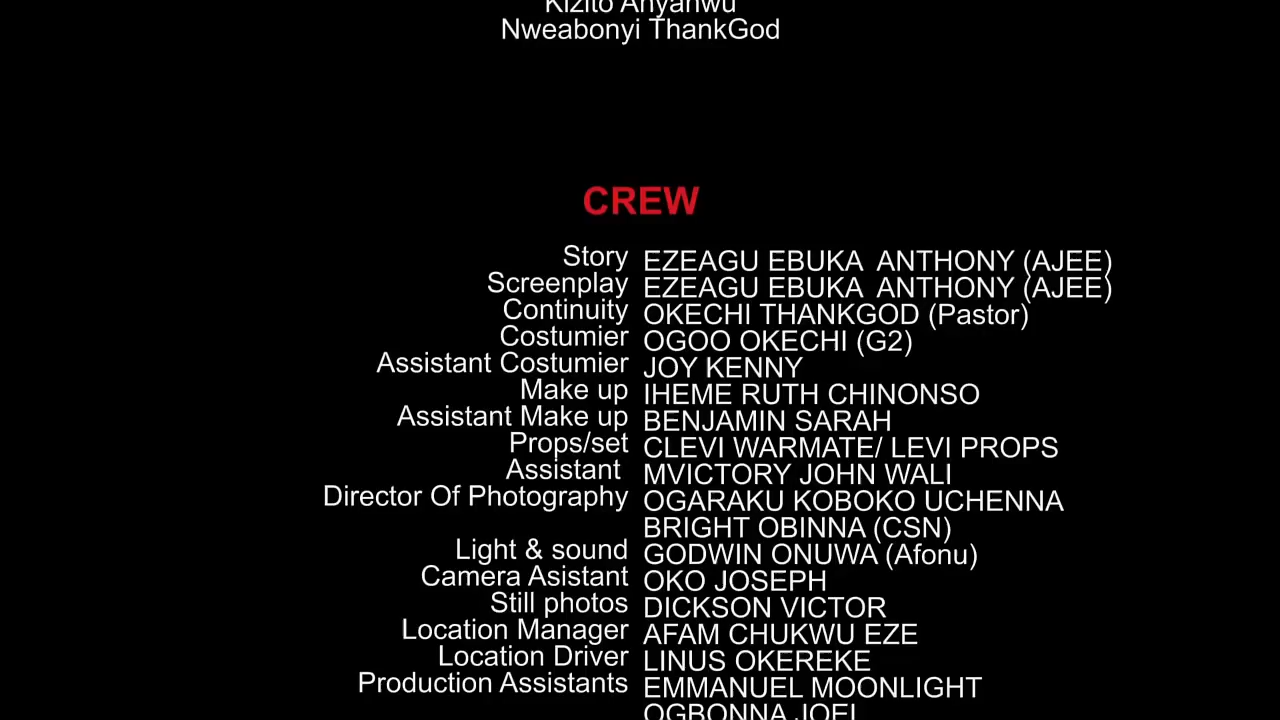 Kizito Anyanwu
Nweabonyi ThankGod
CREW
Story EZEAGU EBUKA ANTHONY (AJEE)
Screenplay EZEAGU EBUKA ANTHONY (AJEE)
Continuity OKECHI THANKGOD (Pastor)
Costumier OGOO OKECHI (G2)
Assistant Costumier JOY KENNY
Make up IHEME RUTH CHINONSO
Assistant Make up BENJAMIN SARAH
Props/set CLEVI WARMATE/ LEVI PROPS
Assistant MVICTORY JOHN WALI
Director Of Photography OGARAKU KOBOKO UCHENNA
BRIGHT OBINNA (CSN)
Light & sound GODWIN ONUWA (Afonu)
Camera Asistant OKO JOSEPH
Still photos DICKSON VICTOR
Location Manager AFAM CHUKWU EZE
Location Driver LINUS OKEREKE
Production Assistants EMMANUEL MOONLIGHT
OGBONNA JOEL